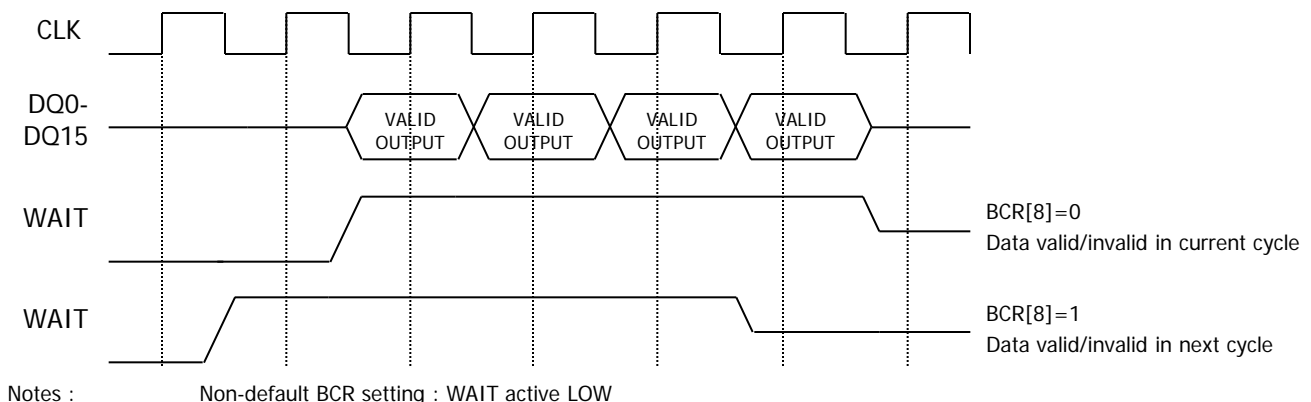 CLK
DQ0-
DQ15
VALID VALID VALID VALID
OUTPUT OUTPUT OUTPUT OUTPUT
WAIT
BCR[8]=0
Data valid/invalid in current cycle
WAIT
BCR[8]=1
Data valid/invalid in next cycle
Notes : Non-default BCR setting : WAIT active LOW